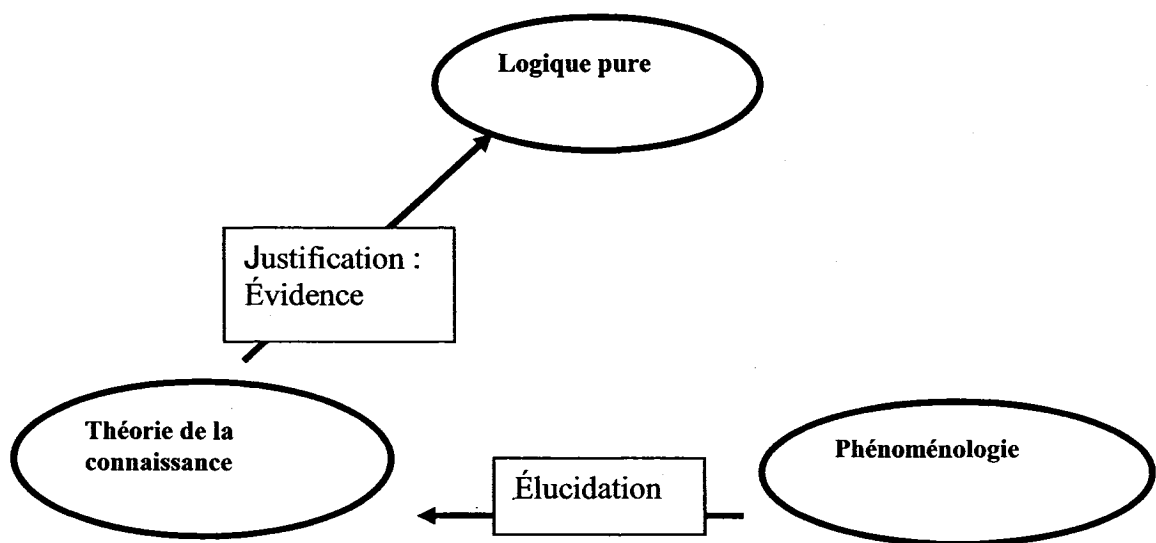 Logique pure
Justification :
Évidence
Théorie de la
connaissance
Phénoménologie
Élucidation